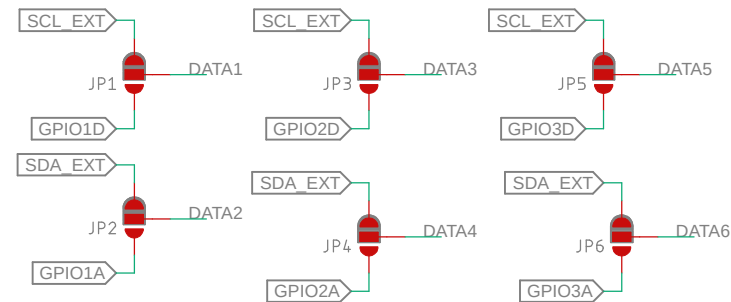 SCL_EXT
SCL_EXT
SCL_EXT
DATA1
DATA3
DATA5
JP1
JP3
JP5
GPIO1D
GPIO2D
GPIO3D
SDA_EXT
SDA_EXT
SDA_EXT
DATA2
DATA4
DATA6
JP2
JP4
JP6
GPIO1A
GPIO2A
GPIO3A